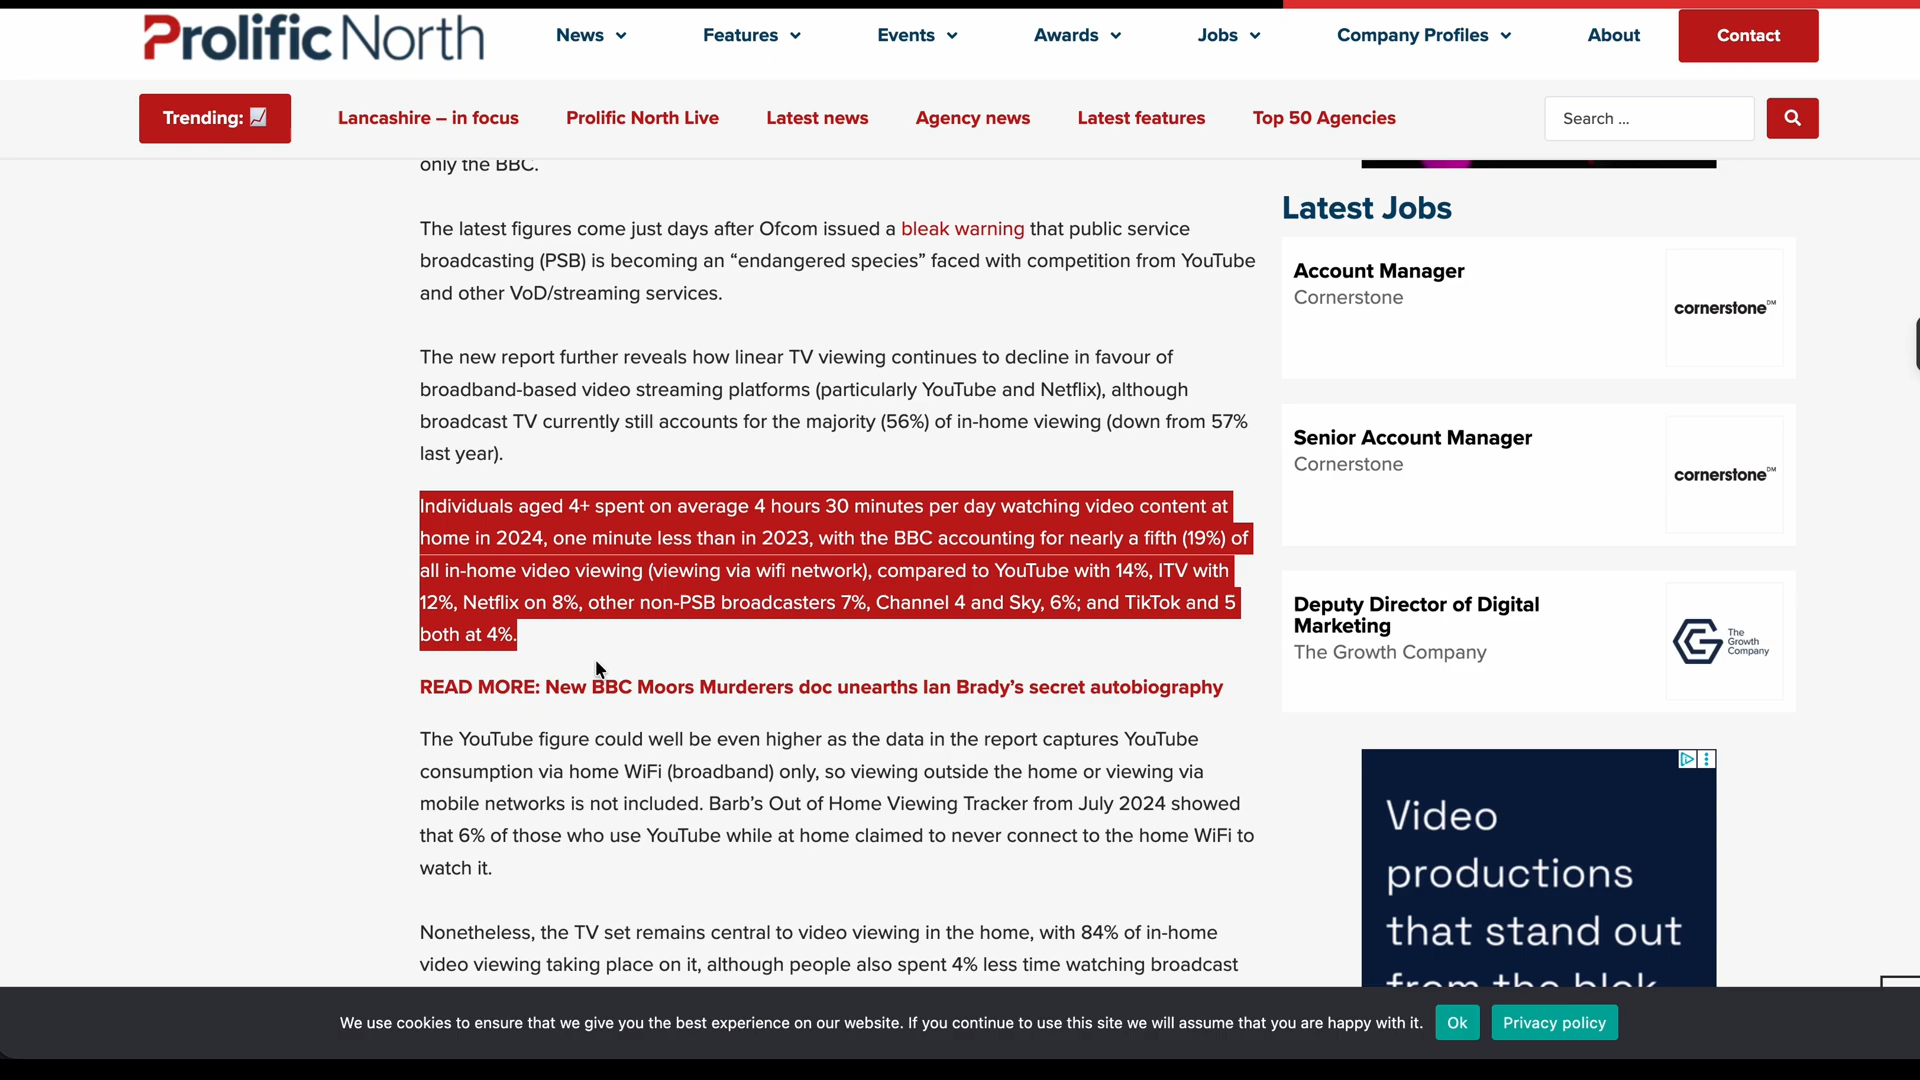 Prolific North
News
Features
Events
Awards
Jobs
Company Profiles
About
Contact
Trending:
Lancashire – in focus
Prolific North Live
Latest news
Agency news
Latest features
Top 50 Agencies
Search ...
only the BBC.
The latest figures come just days after Ofcom issued a bleak warning that public service
broadcasting (PSB) is becoming an “endangered species” faced with competition from YouTube
and other VoD/streaming services.
The new report further reveals how linear TV viewing continues to decline in favour of
broadband-based video streaming platforms (particularly YouTube and Netflix), although
broadcast TV currently still accounts for the majority (56%) of in-home viewing (down from 57%
last year).
Individuals aged 4+ spent on average 4 hours 30 minutes per day watching video content at
home in 2024, one minute less than in 2023, with the BBC accounting for nearly a fifth (19%) of
all in-home video viewing (viewing via wifi network), compared to YouTube with 14%, ITV with
12%, Netflix on 8%, other non-PSB broadcasters 7%, Channel 4 and Sky, 6%; and TikTok and 5
both at 4%.
READ MORE: New BBC Moors Murderers doc unearths Ian Brady’s secret autobiography
The YouTube figure could well be even higher as the data in the report captures YouTube
consumption via home WiFi (broadband) only, so viewing outside the home or viewing via
mobile networks is not included. Barb’s Out of Home Viewing Tracker from July 2024 showed
that 6% of those who use YouTube while at home claimed to never connect to the home WiFi to
watch it.
Nonetheless, the TV set remains central to video viewing in the home, with 84% of in-home
video viewing taking place on it, although people also spent 4% less time watching broadcast
Latest Jobs
Account Manager
Cornerstone
cornerstone DM
Senior Account Manager
Cornerstone
cornerstone DM
Deputy Director of Digital
Marketing
The Growth Company
The
Growth
Company
Video
productions
that stand out
from the blok
We use cookies to ensure that we give you the best experience on our website. If you continue to use this site we will assume that you are happy with it.
Ok
Privacy policy